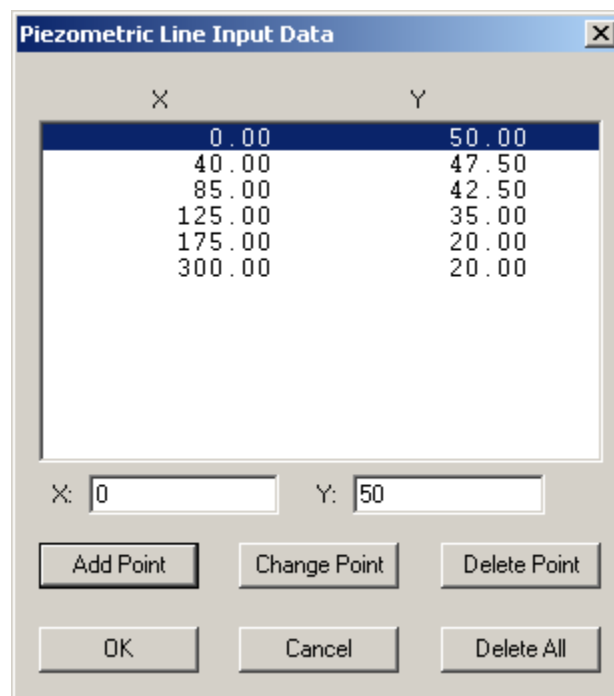 Piezometric Line Input Data
X Y
0.00 50.00
40.00 47.50
85.00 42.50
125.00 35.00
175.00 20.00
300.00 20.00
X: 0 Y: 50
Add Point Change Point Delete Point
OK Cancel Delete All